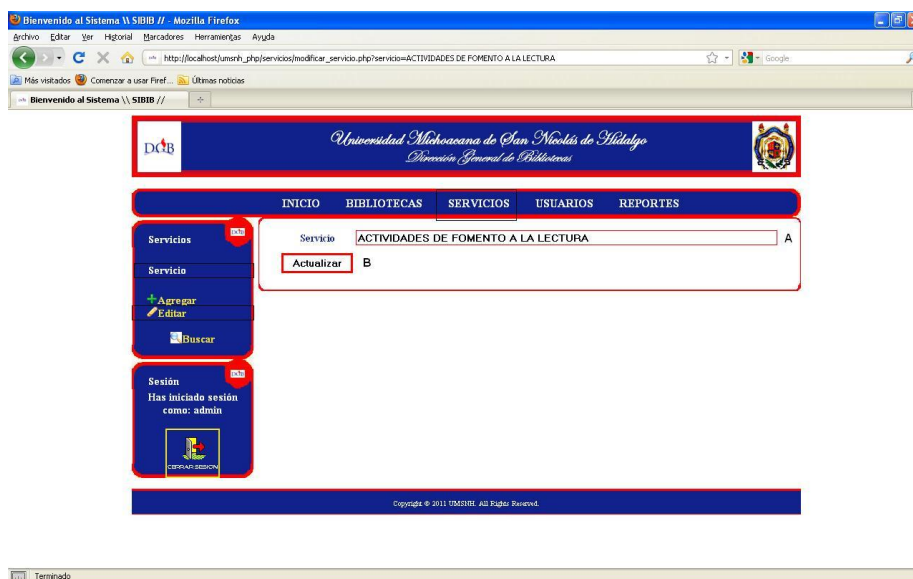 Bienvenido al Sistema \\ SIBIB // - Mozilla Firefox
Archivo Editar Ver Historial Marcadores Herramientas Ayuda
http://localhost/umsnh_php/servicios/modificar_servicio.php?servicio=ACTIVIDADES DE FOMENTO A LA LECTURA
Google
Más visitados Comenzar a usar Firef... Últimas noticias
Bienvenido al Sistema \\ SIBIB //
DGB
Universidad Michoacana de San Nicolás de Hidalgo
Dirección General de Bibliotecas
INICIO BIBLIOTECAS SERVICIOS USUARIOS REPORTES
Servicios
DGB
Servicio
Agregar
Editar
Buscar
Servicio ACTIVIDADES DE FOMENTO A LA LECTURA A
Actualizar B
Sesión
DGB
Has iniciado sesión
como: admin
CERRAR SESION
Copyright © 2011 UMSNH. All Rights Reserved.
Terminado